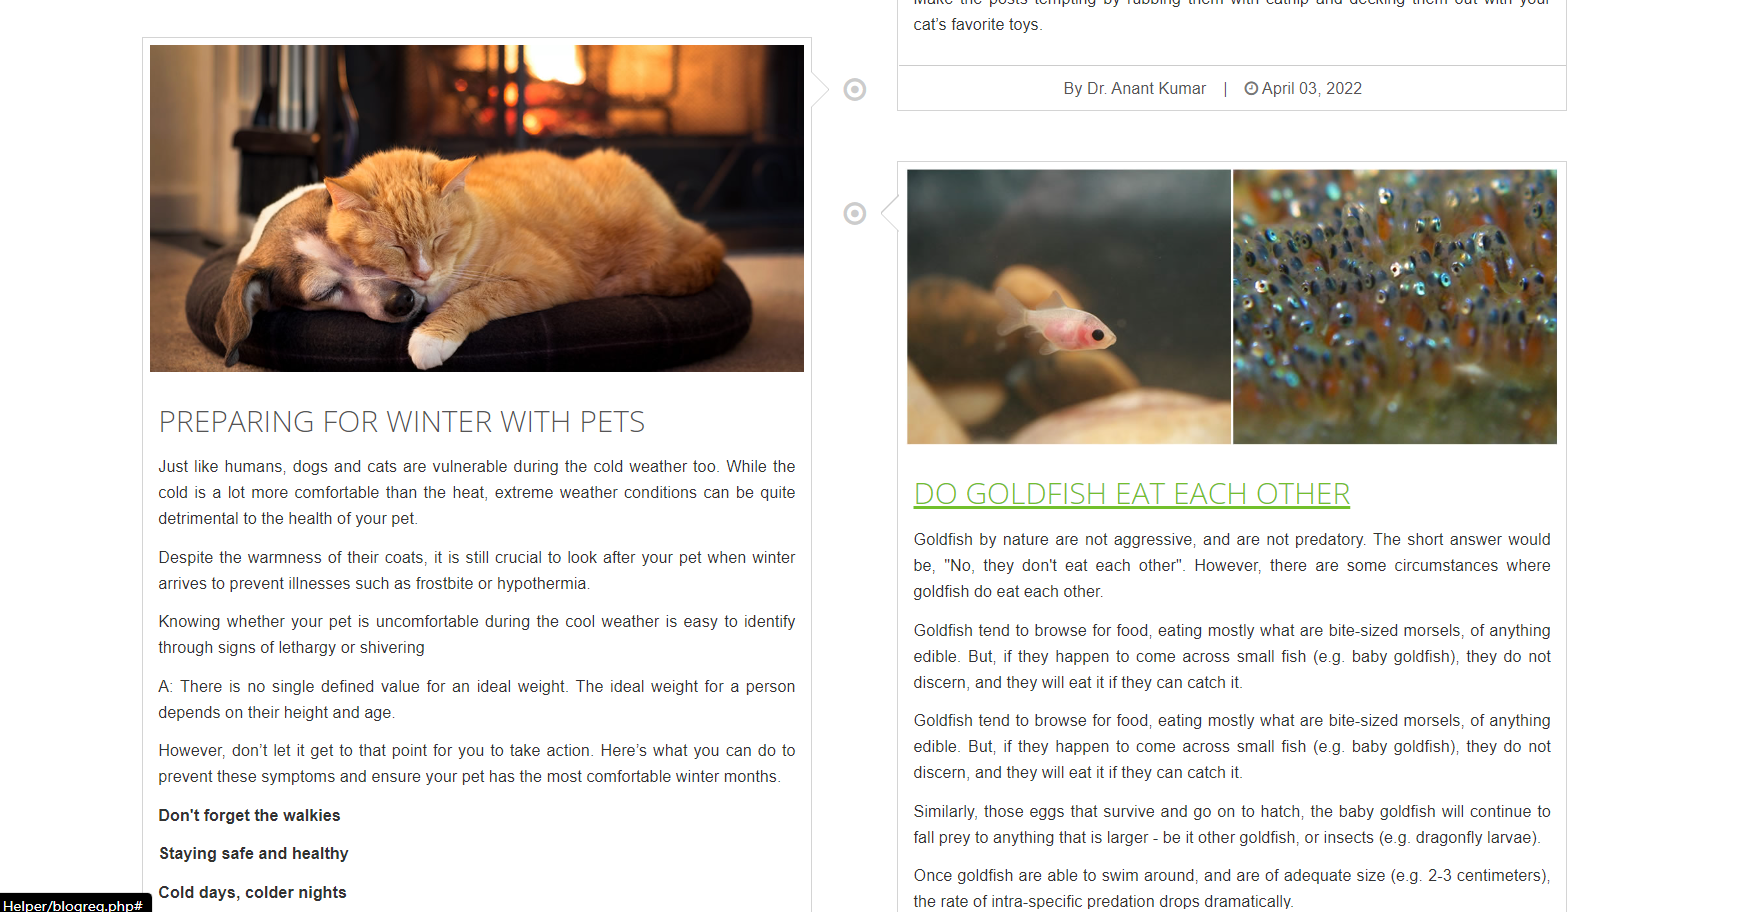 Make the posts tempting by rubbing them with catnip and decking them out with your
cat’s favorite toys.
By Dr. Anant Kumar | April 03, 2022
PREPARING FOR WINTER WITH PETS
Just like humans, dogs and cats are vulnerable during the cold weather too. While the
cold is a lot more comfortable than the heat, extreme weather conditions can be quite
detrimental to the health of your pet.
Despite the warmness of their coats, it is still crucial to look after your pet when winter
arrives to prevent illnesses such as frostbite or hypothermia.
Knowing whether your pet is uncomfortable during the cool weather is easy to identify
through signs of lethargy or shivering
A: There is no single defined value for an ideal weight. The ideal weight for a person
depends on their height and age.
However, don’t let it get to that point for you to take action. Here’s what you can do to
prevent these symptoms and ensure your pet has the most comfortable winter months.
Don't forget the walkies
Staying safe and healthy
Cold days, colder nights
DO GOLDFISH EAT EACH OTHER
Goldfish by nature are not aggressive, and are not predatory. The short answer would
be, "No, they don't eat each other". However, there are some circumstances where
goldfish do eat each other.
Goldfish tend to browse for food, eating mostly what are bite-sized morsels, of anything
edible. But, if they happen to come across small fish (e.g. baby goldfish), they do not
discern, and they will eat it if they can catch it.
Goldfish tend to browse for food, eating mostly what are bite-sized morsels, of anything
edible. But, if they happen to come across small fish (e.g. baby goldfish), they do not
discern, and they will eat it if they can catch it.
Similarly, those eggs that survive and go on to hatch, the baby goldfish will continue to
fall prey to anything that is larger - be it other goldfish, or insects (e.g. dragonfly larvae).
Once goldfish are able to swim around, and are of adequate size (e.g. 2-3 centimeters),
the rate of intra-specific predation drops dramatically.
Helper/blogreg.php#